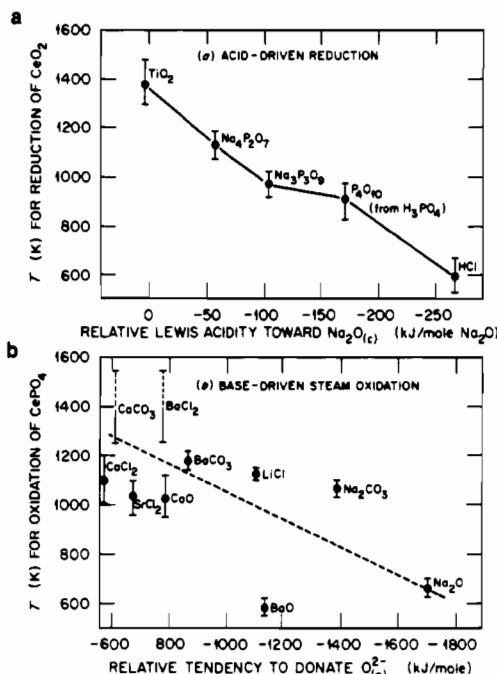 a
1600
1400
1200
1000
800
600
T (K) FOR REDUCTION OF CeO2
(a) ACID-DRIVEN REDUCTION
TiO2
Na4P2O7
Na3P3O9
P4O10
(from H3PO4)
HCl
0 -50 -100 -150 -200 -250
RELATIVE LEWIS ACIDITY TOWARD Na2O(c) (kJ/mole Na2O)
b
1600
1400
1200
1000
800
600
T (K) FOR OXIDATION OF CePO4
(b) BASE-DRIVEN STEAM OXIDATION
CaCO3
BaCl2
CaCl2
BaCO3
LiCl
Na2CO3
SrCl2
CaO
BaO
Na2O
-600 -800 -1000 -1200 -1400 -1600 -1800
RELATIVE TENDENCY TO DONATE O2-(g) (kJ/mole)